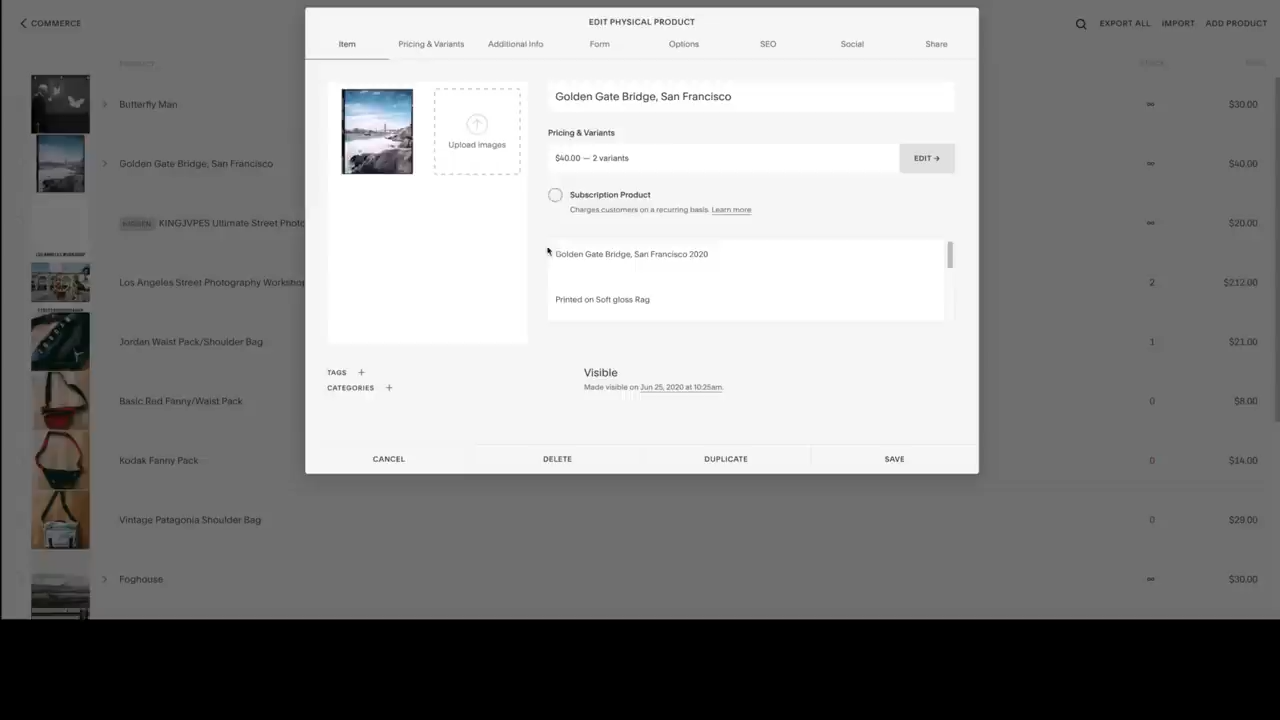 COMMERCE
EXPORT ALL
IMPORT
ADD PRODUCT
PRODUCT
STOCK
Butterfly Man
$30.00
Golden Gate Bridge, San Francisco
$40.00
HIDDEN
KINGJVPES Ultimate Street Photo
$20.00
Los Angeles Street Photography Workshop
2
$212.00
Jordan Waist Pack/Shoulder Bag
1
$21.00
Basic Red Fanny/Waist Pack
0
$8.00
Kodak Fanny Pack
0
$14.00
Vintage Patagonia Shoulder Bag
0
$29.00
Foghouse
$30.00
EDIT PHYSICAL PRODUCT
Item
Pricing & Variants
Additional Info
Form
Options
SEO
Social
Share
Upload images
Golden Gate Bridge, San Francisco
Pricing & Variants
$40.00 — 2 variants
EDIT →
Subscription Product
Charges customers on a recurring basis. Learn more
Golden Gate Bridge, San Francisco 2020
Printed on Soft gloss Rag
TAGS +
CATEGORIES +
Visible
Made visible on Jun 25, 2020 at 10:25am.
CANCEL
DELETE
DUPLICATE
SAVE